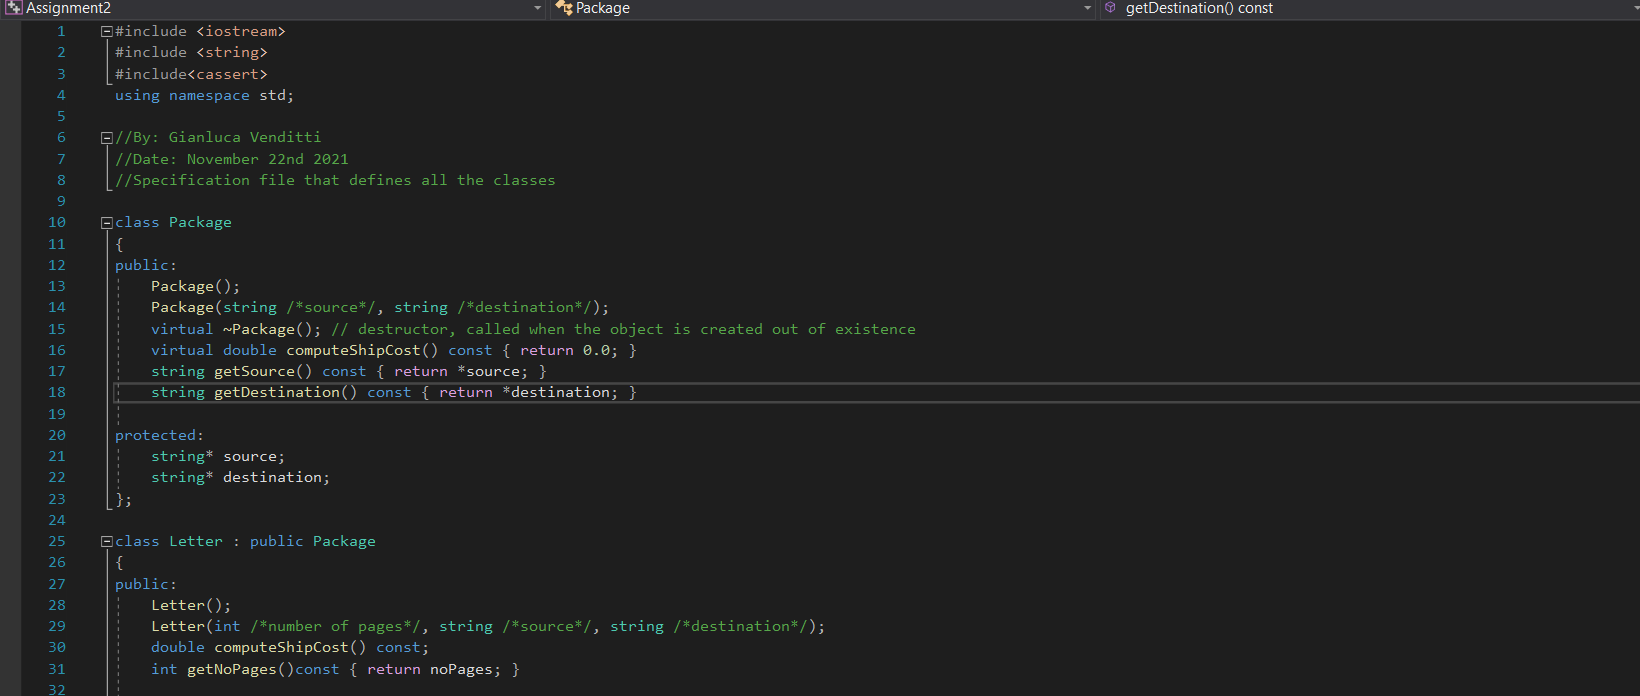 Assignment2 Package getDestination() const
1 #include <iostream>
2 #include <string>
3 #include<cassert>
4 using namespace std;
5
6 //By: Gianluca Venditti
7 //Date: November 22nd 2021
8 //Specification file that defines all the classes
9
10 class Package
11 {
12 public:
13 Package();
14 Package(string /*source*/, string /*destination*/);
15 virtual ~Package(); // destructor, called when the object is created out of existence
16 virtual double computeShipCost() const { return 0.0; }
17 string getSource() const { return *source; }
18 string getDestination() const { return *destination; }
19
20 protected:
21 string* source;
22 string* destination;
23 };
24
25 class Letter : public Package
26 {
27 public:
28 Letter();
29 Letter(int /*number of pages*/, string /*source*/, string /*destination*/);
30 double computeShipCost() const;
31 int getNoPages()const { return noPages; }
32